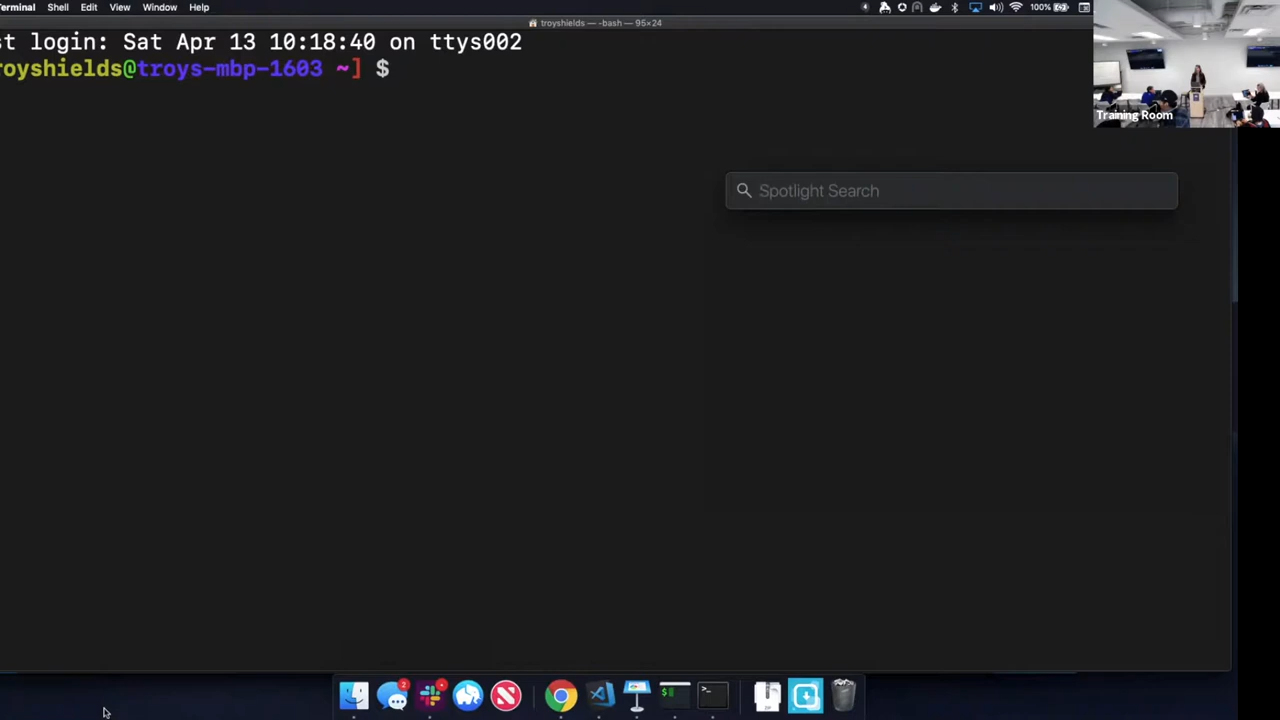 Terminal Shell Edit View Window Help
100%
troyshields — -bash — 95×24
st login: Sat Apr 13 10:18:40 on ttys002
royshields@troys-mbp-1603 ~] $
Training Room
Spotlight Search
2
$
>_